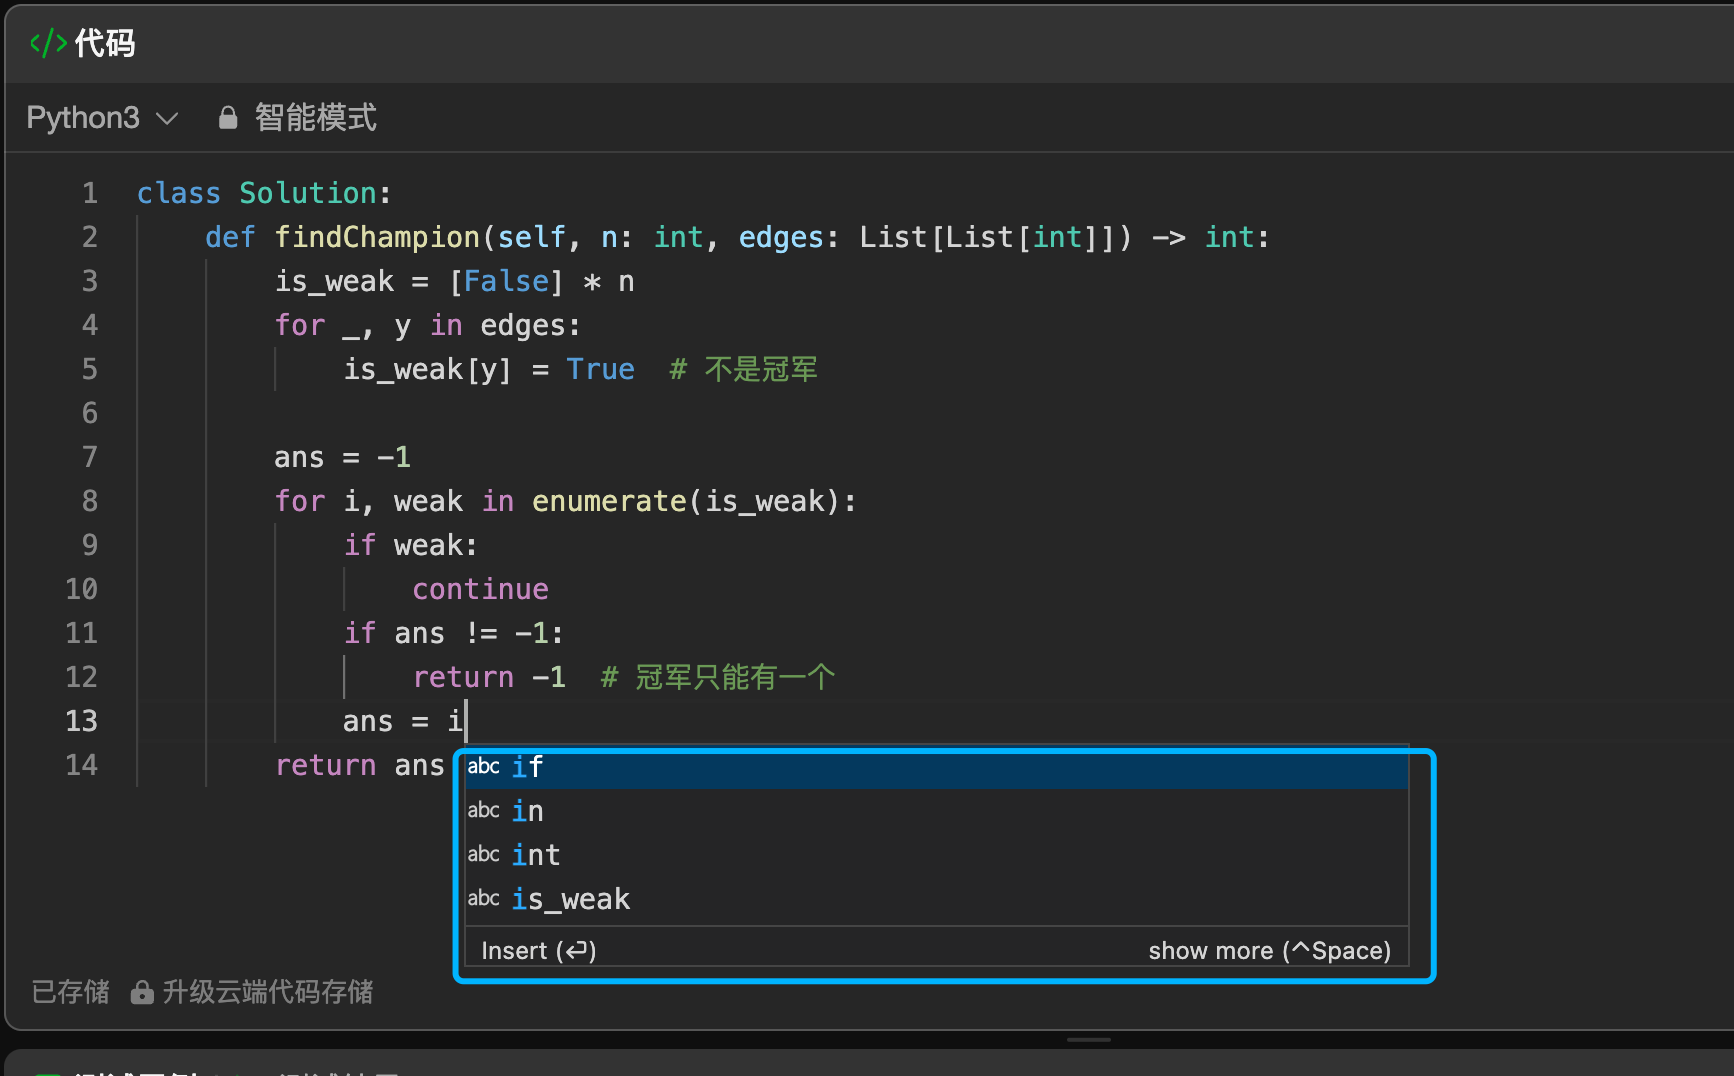 </> 代码
Python3 智能模式
1 class Solution:
2     def findChampion(self, n: int, edges: List[List[int]]) -> int:
3         is_weak = [False] * n
4         for _, y in edges:
5             is_weak[y] = True  # 不是冠军
6
7         ans = -1
8         for i, weak in enumerate(is_weak):
9             if weak:
10                 continue
11             if ans != -1:
12                 return -1  # 冠军只能有一个
13             ans = i
14         return ans
abc if
abc in
abc int
abc is_weak
Insert (⏎) show more (^Space)
已存储 升级云端代码存储